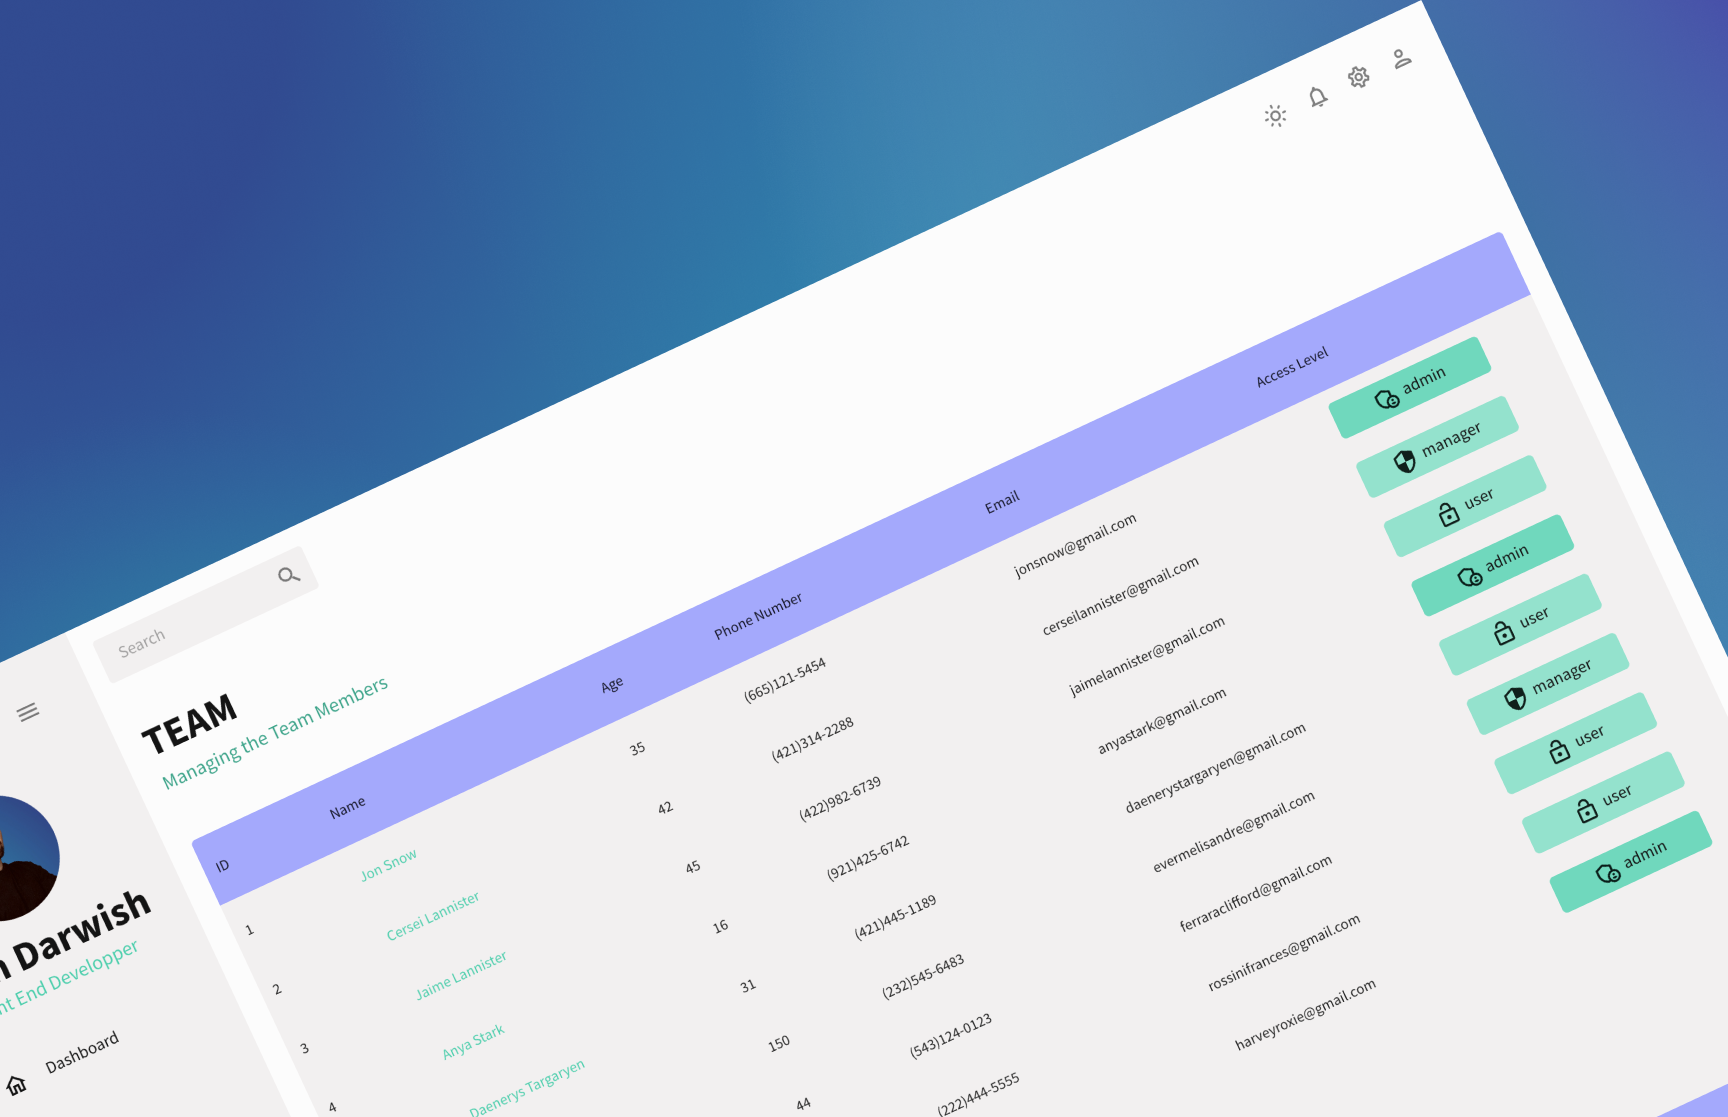 Search
TEAM
Managing the Team Members
Darwish
End Developper
Dashboard
ID Name Age Phone Number Email Access Level
1 Jon Snow 35 (665)121-5454 jonsnow@gmail.com admin
2 Cersei Lannister 42 (421)314-2288 cerseilannister@gmail.com manager
3 Jaime Lannister 45 (422)982-6739 jaimelannister@gmail.com user
4 Anya Stark 16 (921)425-6742 anyastark@gmail.com admin
Daenerys Targaryen 31 (421)445-1189 daenerystargaryen@gmail.com user
150 (232)545-6483 evermelisandre@gmail.com manager
44 (543)124-0123 ferraraclifford@gmail.com user
(222)444-5555 rossinifrances@gmail.com user
harveyroxie@gmail.com admin